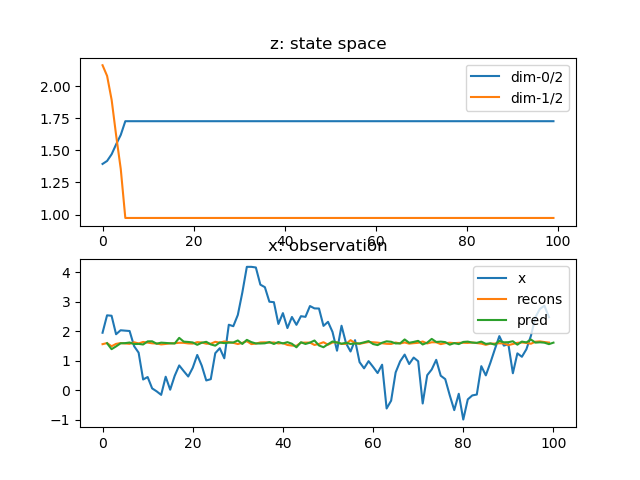 z: state space
2.00
1.75
1.50
1.25
1.00
dim-0/2
dim-1/2
0 20 40 60 80 100
x: observation
4
3
2
1
0
−1
x
recons
pred
0 20 40 60 80 100